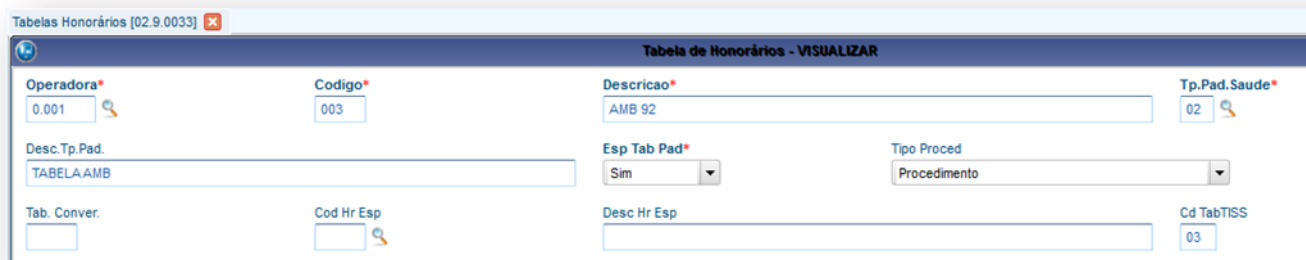 Tabelas Honorários [02.9.0033]
Tabela de Honorários - VISUALIZAR
Operadora* Codigo* Descricao* Tp.Pad.Saude*
0.001 003 AMB 92 02
Desc.Tp.Pad. Esp Tab Pad* Tipo Proced
TABELA AMB Sim Procedimento
Tab. Conver. Cod Hr Esp Desc Hr Esp Cd TabTISS
03